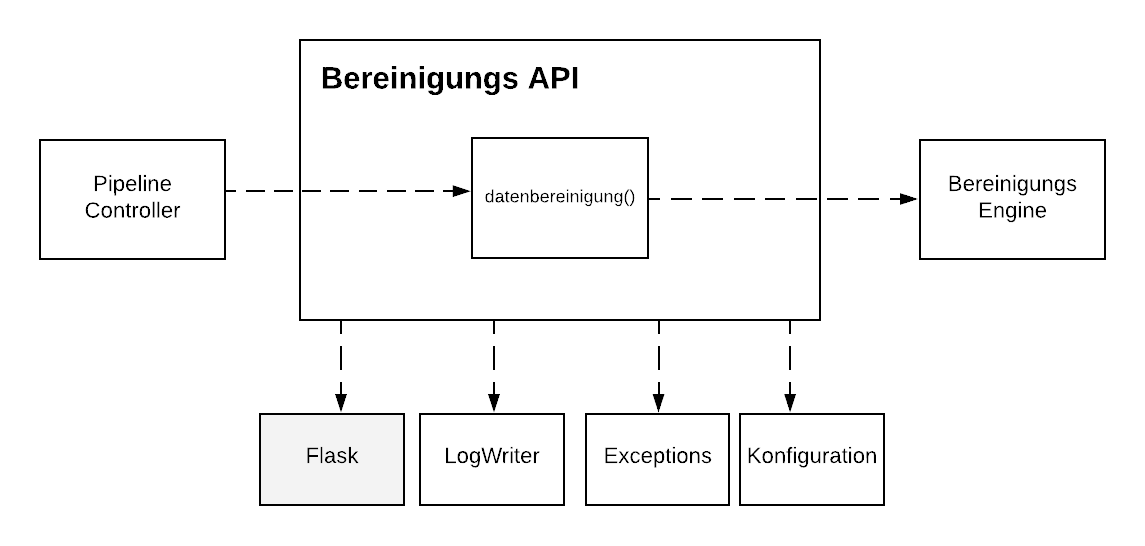 Bereinigungs API
Pipeline
Controller
datenbereinigung()
Bereinigungs
Engine
Flask
LogWriter
Exceptions
Konfiguration